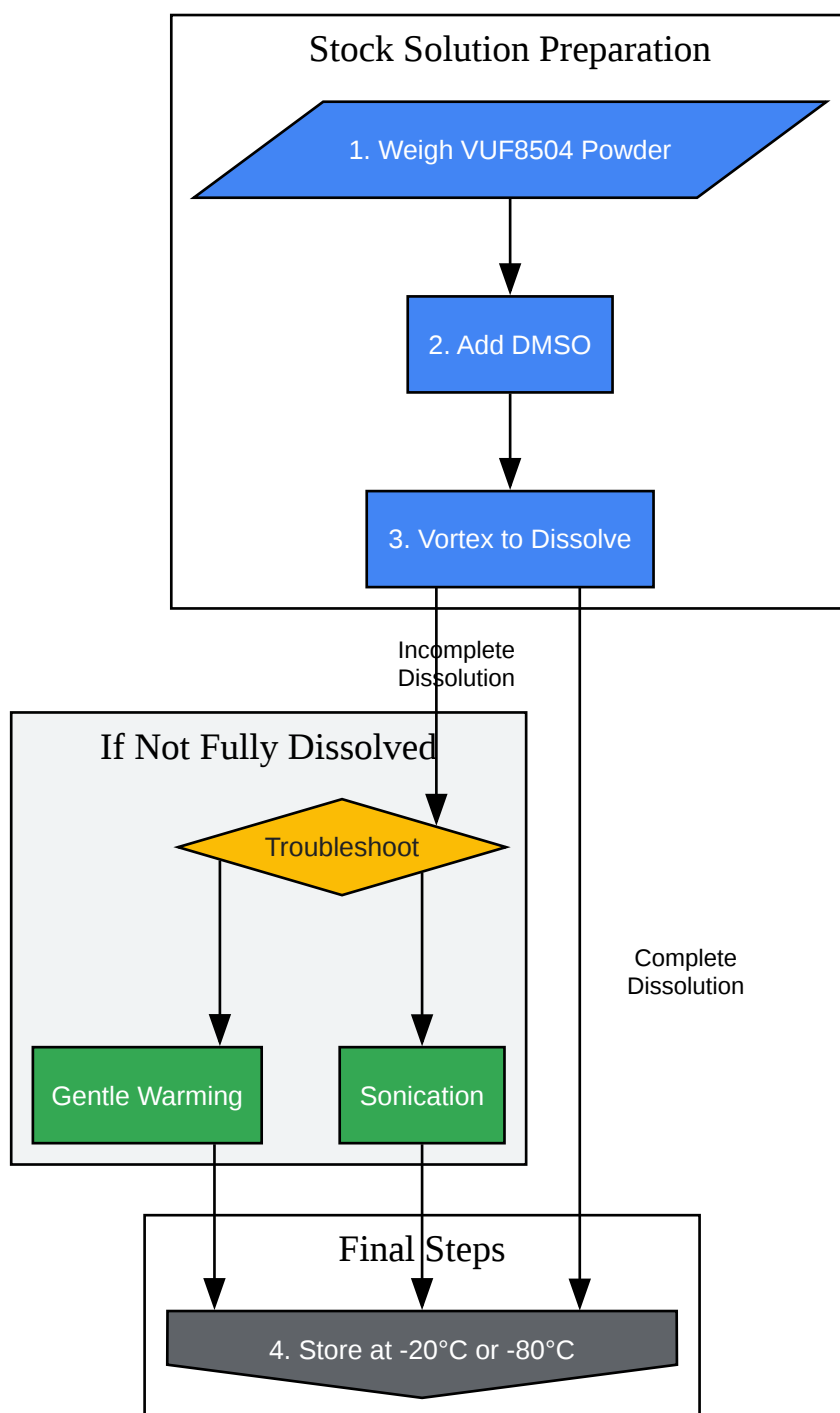 Stock Solution Preparation
1. Weigh VUF8504 Powder
2. Add DMSO
3. Vortex to Dissolve
Incomplete
Dissolution
If Not Fully Dissolved
Troubleshoot
Complete
Dissolution
Gentle Warming
Sonication
Final Steps
4. Store at -20°C or -80°C